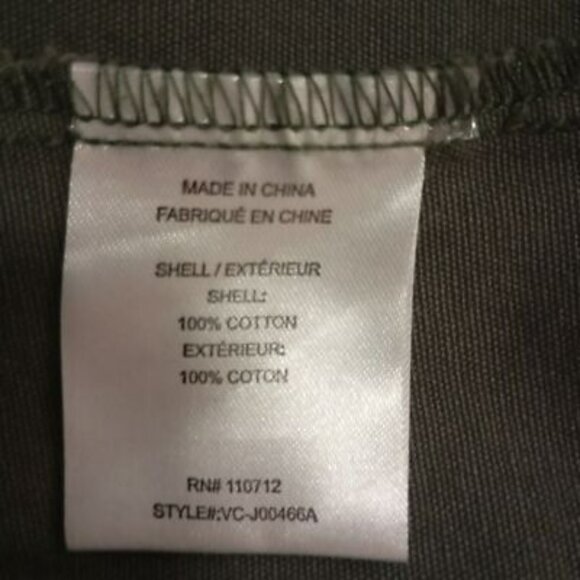 MADE IN CHINA
FABRIQUÉ EN CHINE
SHELL / EXTÉRIEUR
SHELL:
100% COTTON
EXTÉRIEUR:
100% COTON
RN# 110712
STYLE#:VC-J00466A